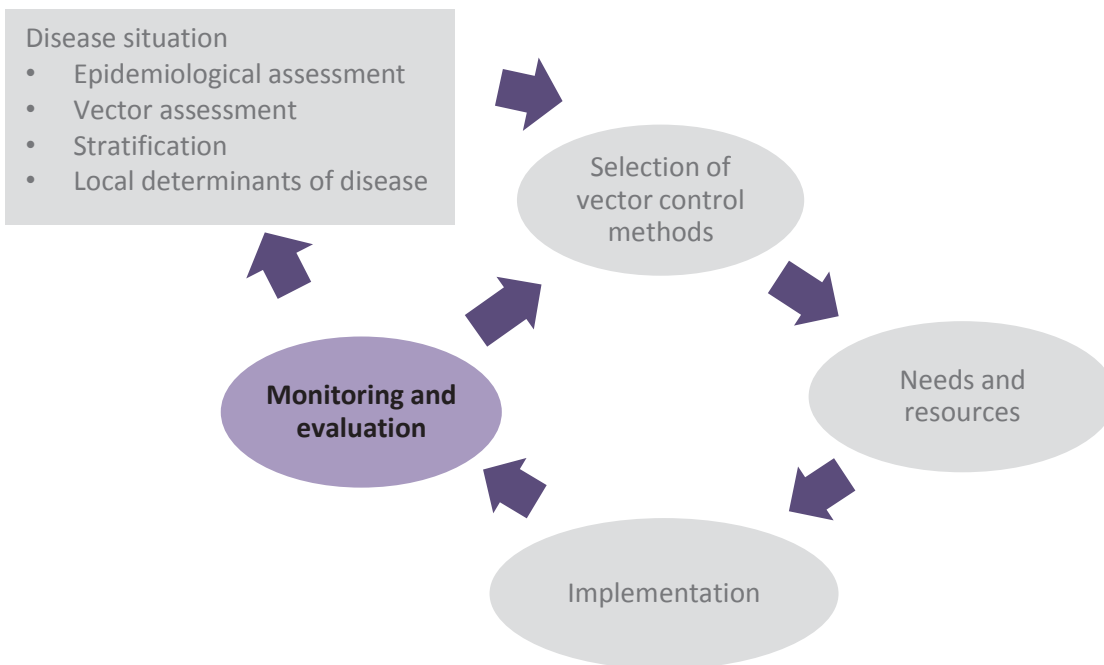 Disease situation
• Epidemiological assessment
• Vector assessment
• Stratification
• Local determinants of disease
Selection of
vector control
methods
Needs and
resources
Monitoring and
evaluation
Implementation